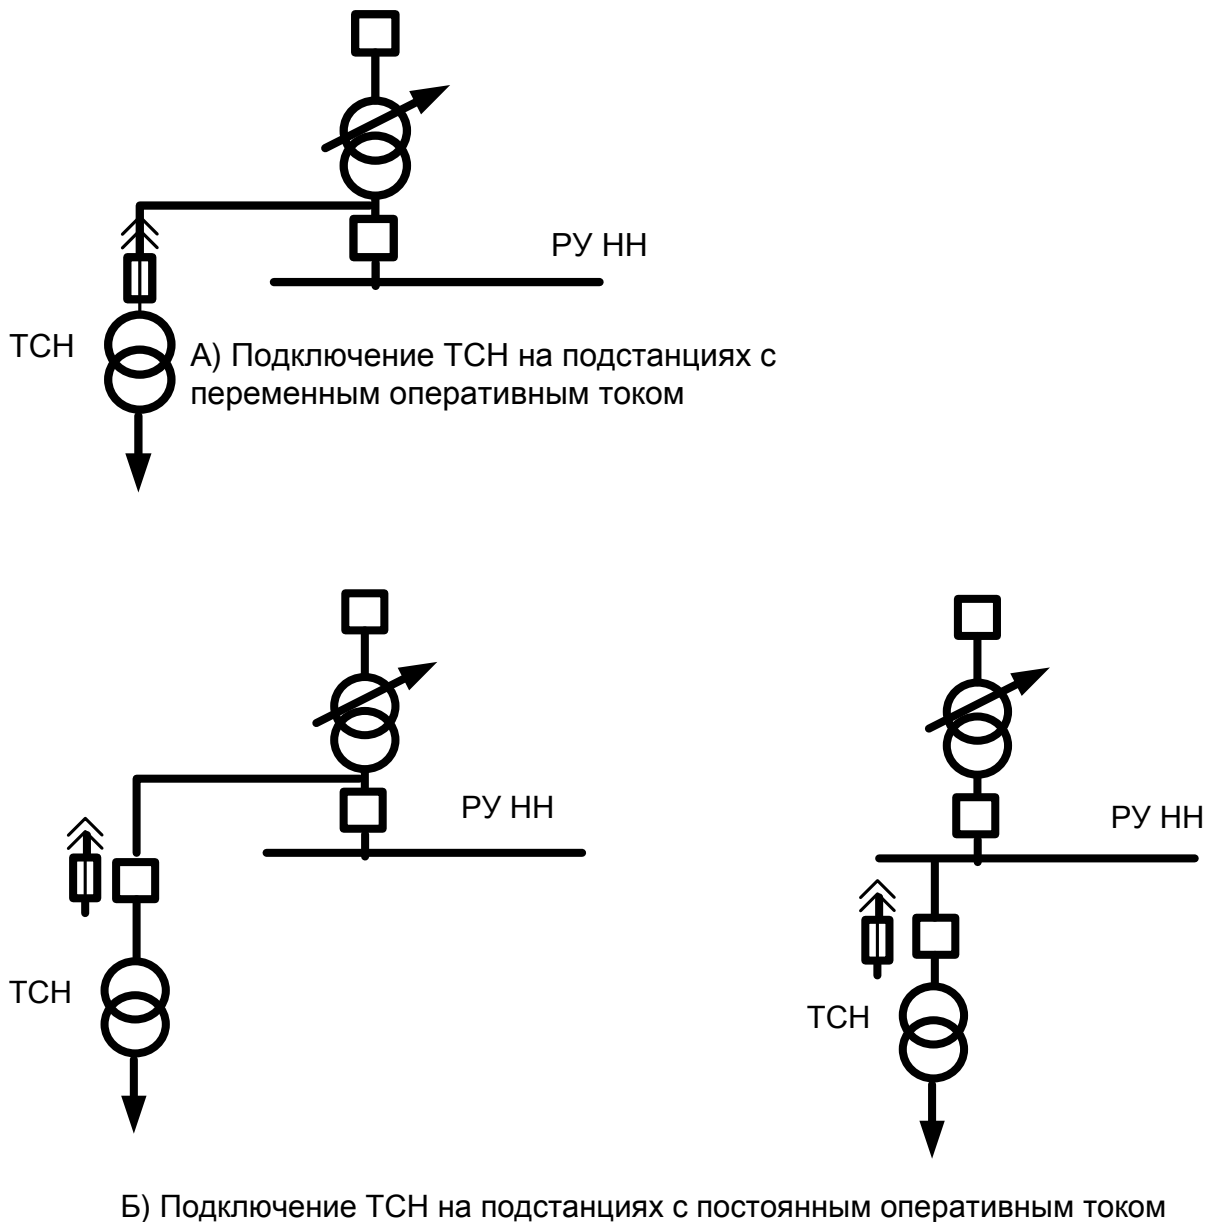 РУ НН
ТСН
А) Подключение ТСН на подстанциях с
переменным оперативным током
РУ НН
ТСН
РУ НН
ТСН
Б) Подключение ТСН на подстанциях с постоянным оперативным током